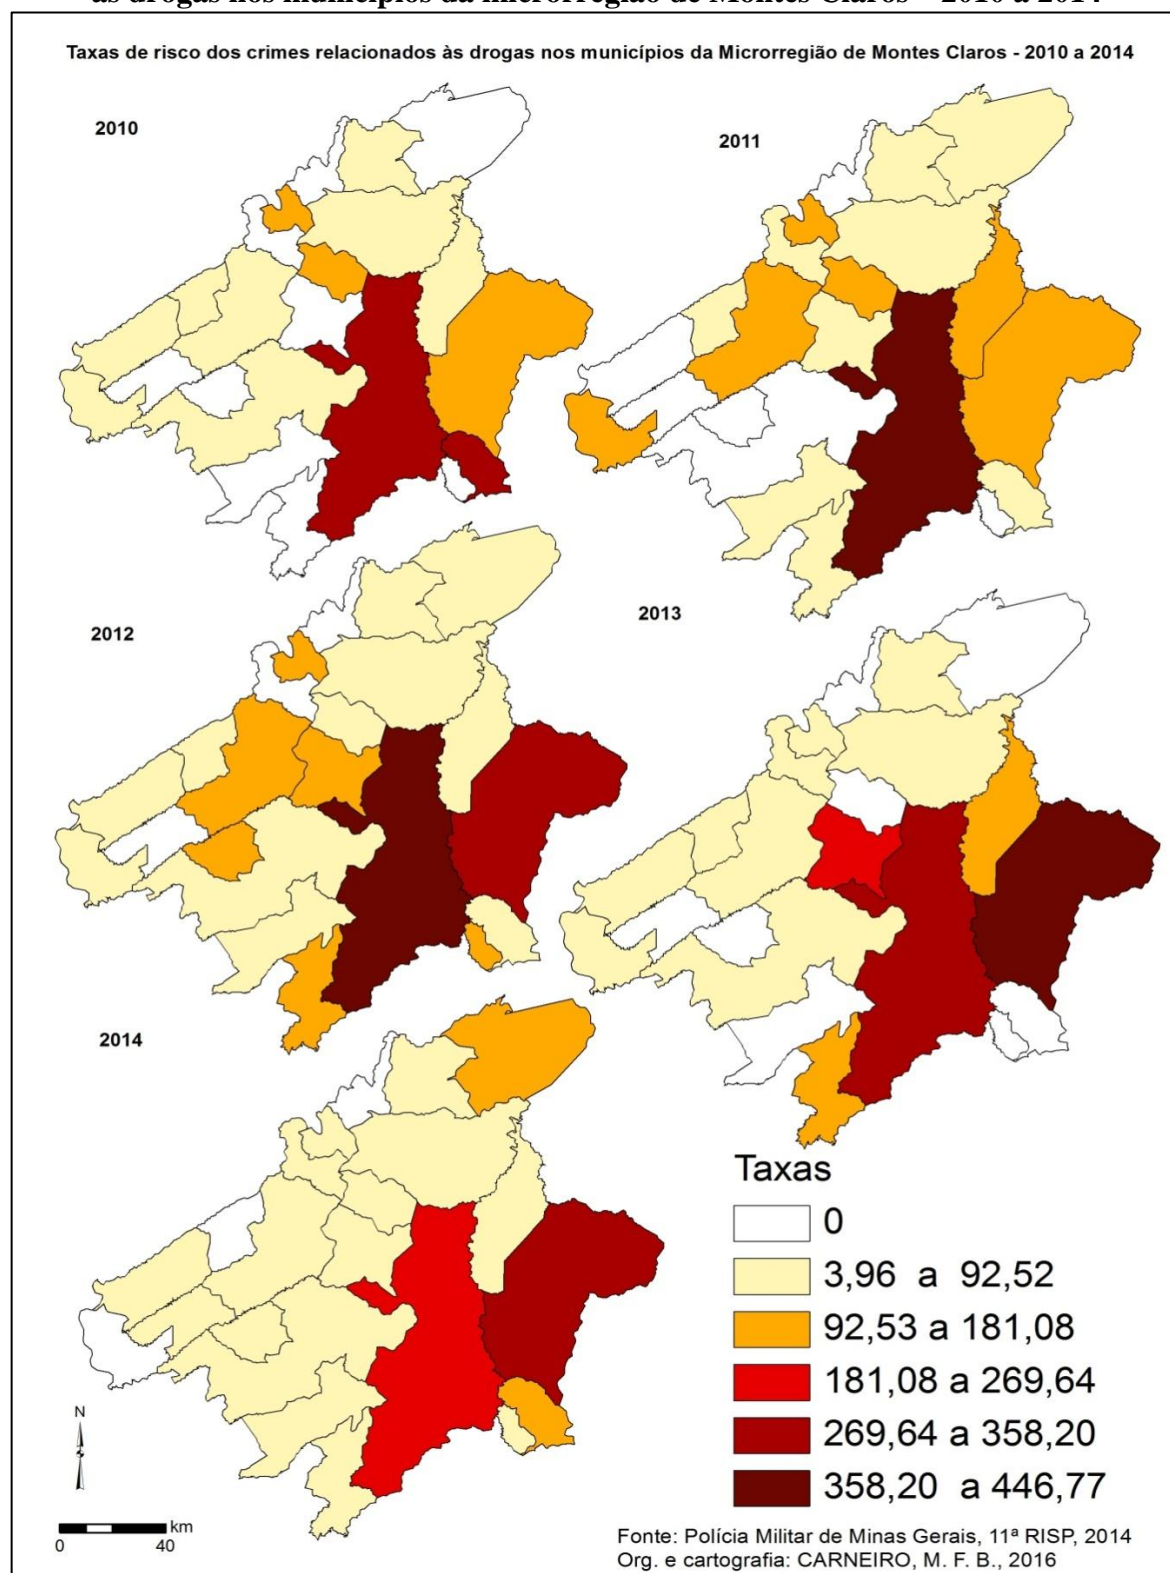 às drogas nos municípios da microrregião de Montes Claros – 2010 a 2014
Taxas de risco dos crimes relacionados às drogas nos municípios da Microrregião de Montes Claros - 2010 a 2014
2010
2011
2012
2013
2014
Taxas
0
3,96 a 92,52
92,53 a 181,08
181,08 a 269,64
269,64 a 358,20
358,20 a 446,77
N
km
0 40
Fonte: Polícia Militar de Minas Gerais, 11ª RISP, 2014
Org. e cartografia: CARNEIRO, M. F. B., 2016